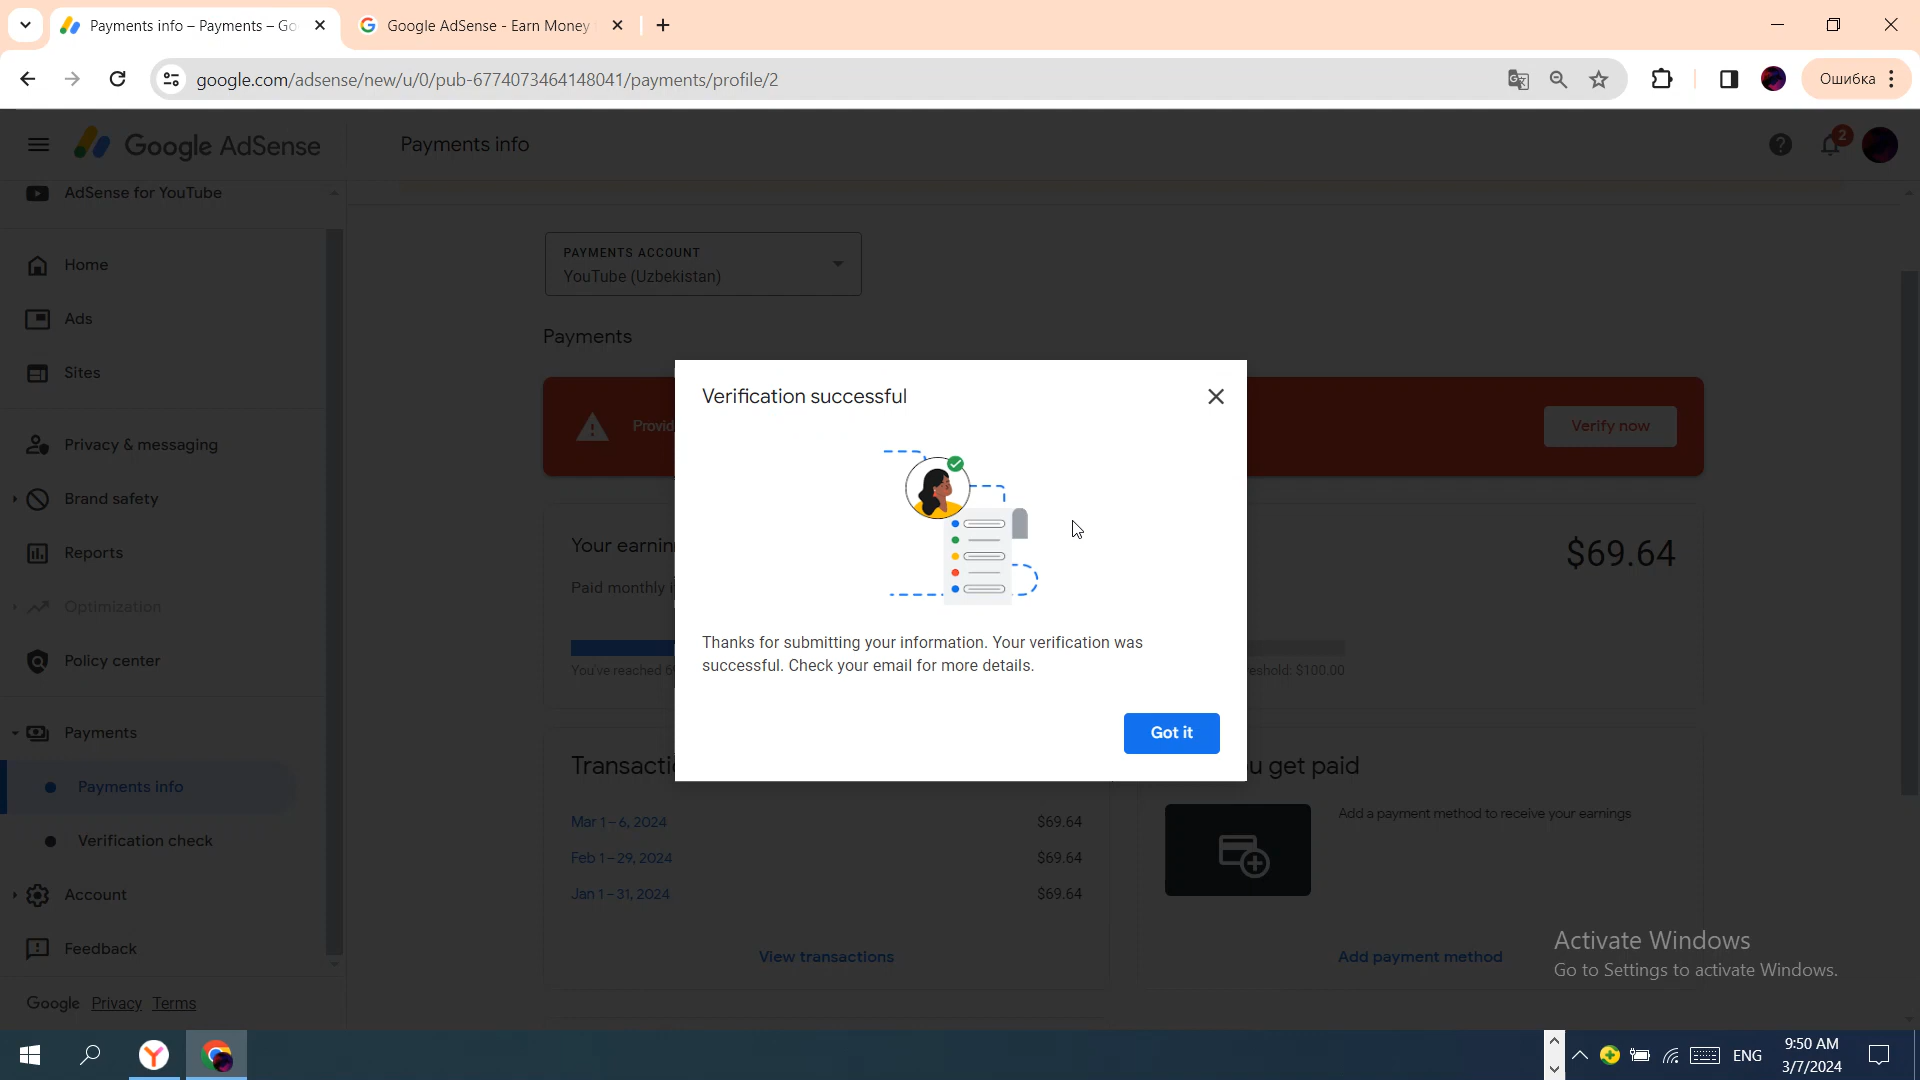 Payments info – Payments – Go
Google AdSense - Earn Money
google.com/adsense/new/u/0/pub-6774073464148041/payments/profile/2
Ошибка
Google AdSense
Payments info
2
AdSense for YouTube
Home
Ads
Sites
Privacy & messaging
Brand safety
Reports
Optimization
Policy center
Payments
Payments info
Verification check
Account
Feedback
Google Privacy Terms
PAYMENTS ACCOUNT
YouTube (Uzbekistan)
Payments
Verify now
$69.64
Paid monthly
You've reached
threshold: $100.00
Verification successful
Thanks for submitting your information. Your verification was
successful. Check your email for more details.
Got it
u get paid
Mar 1 – 6, 2024 $69.64
Feb 1 – 29, 2024 $69.64
Jan 1 – 31, 2024 $69.64
View transactions
Add a payment method to receive your earnings
Add payment method
Activate Windows
Go to Settings to activate Windows.
ENG
9:50 AM
3/7/2024